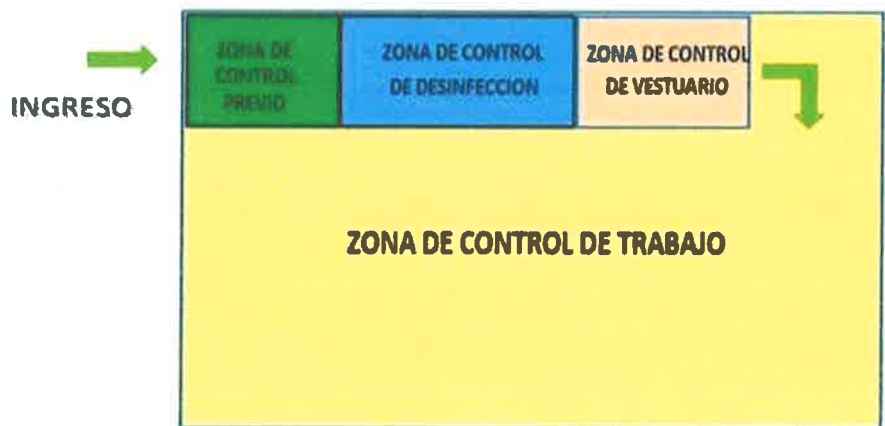 INGRESO
ZONA DE
CONTROL
PREVIO
ZONA DE CONTROL
DE DESINFECCION
ZONA DE CONTROL
DE VESTUARIO
ZONA DE CONTROL DE TRABAJO